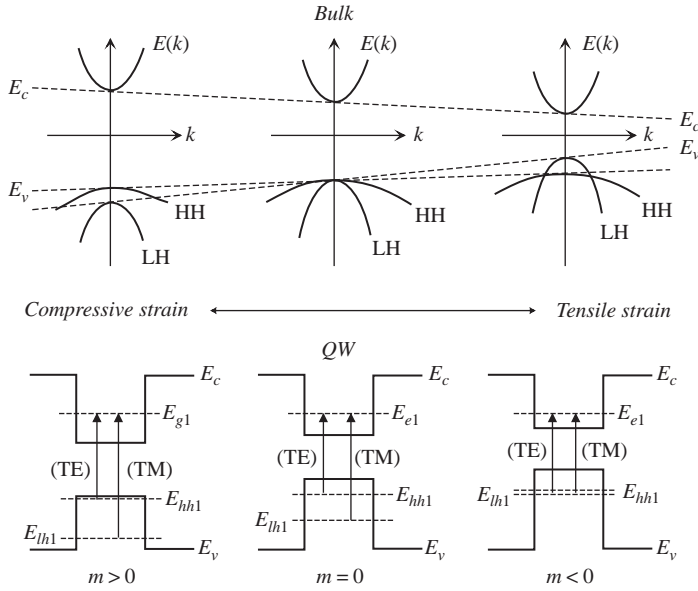 Bulk
E(k) E(k) E(k)
E_c
E_c
k k k
E_v
E_v
HH HH HH
LH LH LH
Compressive strain Tensile strain
QW
E_c E_c E_c
E_g1 E_e1 E_e1
(TE) (TM) (TE) (TM) (TE) (TM)
E_hh1 E_hh1 E_lh1 E_hh1
E_lh1 E_lh1
E_v E_v E_v
m > 0 m = 0 m < 0